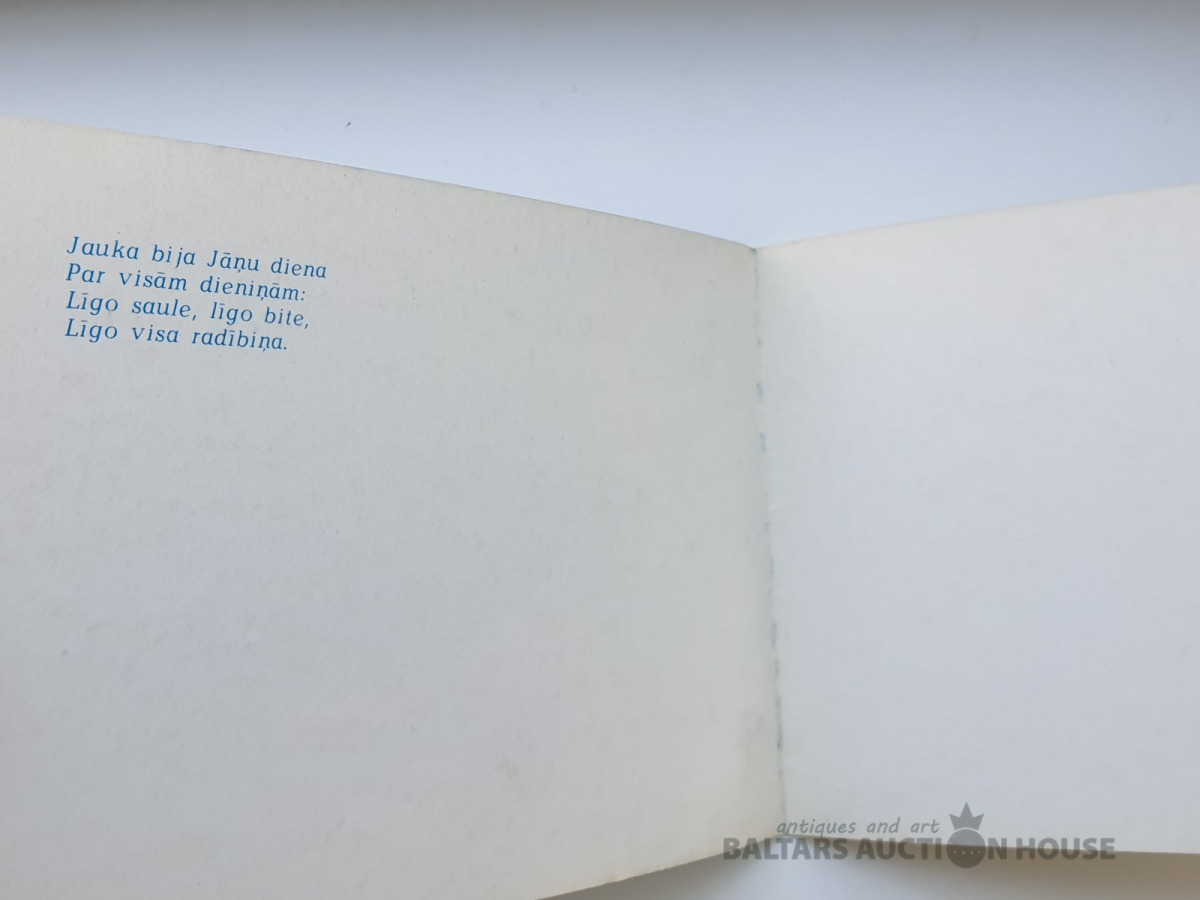 Jauka bija Jāņu diena
Par visām dieniņām:
Līgo saule, līgo bite,
Līgo visa radībiņa.
antiques and art
BALTARS AUCTION HOUSE